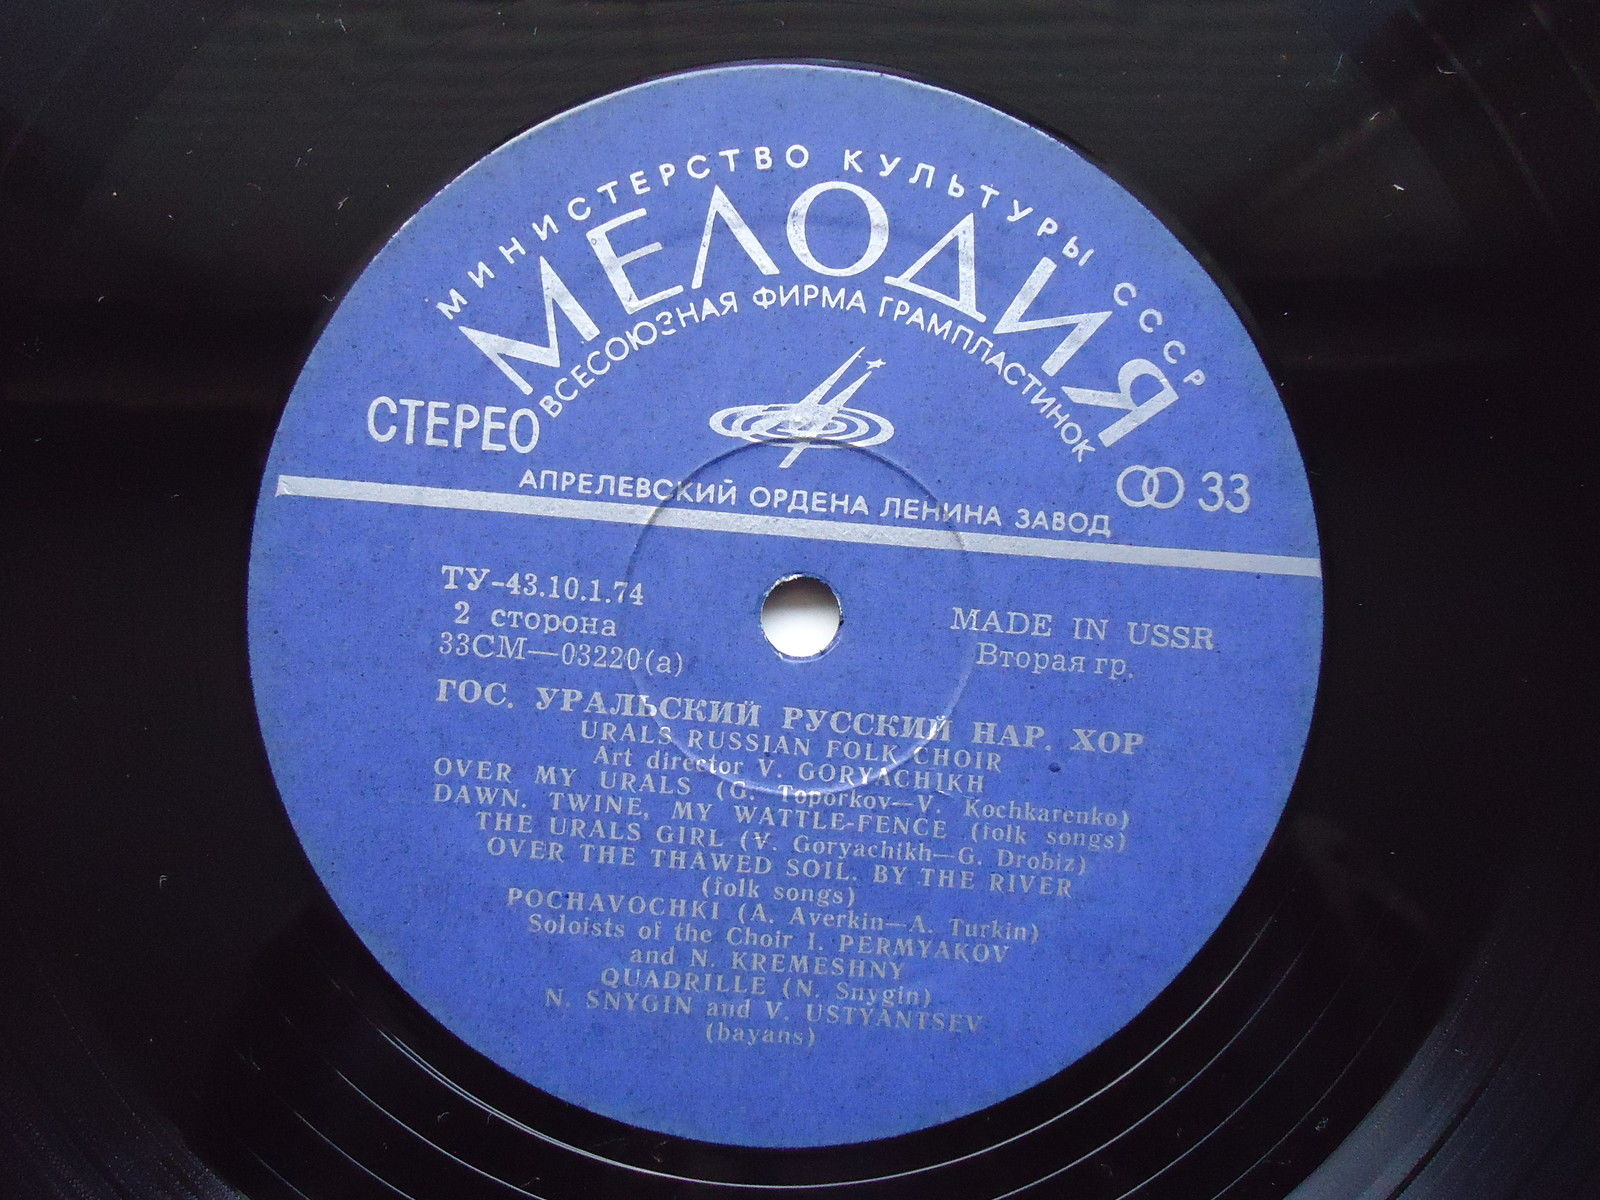 МИНИСТЕРСТВО КУЛЬТУРЫ СССР
МЕЛОДИЯ
ВСЕСОЮЗНАЯ ФИРМА ГРАМПЛАСТИНОК
СТЕРЕО
33
АПРЕЛЕВСКИЙ ОРДЕНА ЛЕНИНА ЗАВОД
ТУ-43.10.1.74
2 сторона
33СМ—03220(а)
MADE IN USSR
Вторая гр.
ГОС. УРАЛЬСКИЙ РУССКИЙ НАР. ХОР
URALS RUSSIAN FOLK CHOIR
Art director V. GORYACHIKH
OVER MY URALS (G. Toporkov—V. Kochkarenko)
DAWN. TWINE, MY WATTLE-FENCE (folk songs)
THE URALS GIRL (V. Goryachikh—G. Drobiz)
OVER THE THAWED SOIL. BY THE RIVER
(folk songs)
POCHAVOCHKI (A. Averkin—A. Turkin)
Soloists of the Choir I. PERMYAKOV
and N. KREMESHNY
QUADRILLE (N. Snygin)
N. SNYGIN and V. USTYANTSEV
(bayans)